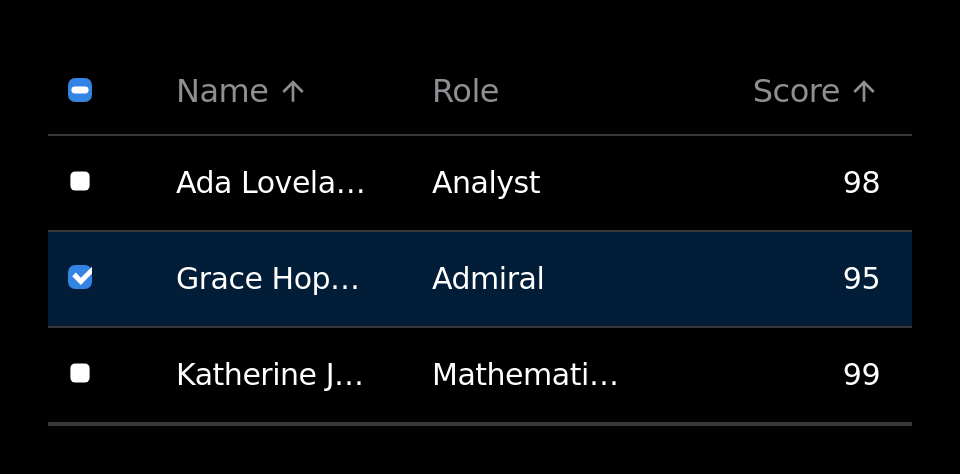 Name ↑ Role Score ↑
Ada Lovela… Analyst 98
Grace Hop… Admiral 95
Katherine J… Mathemati… 99